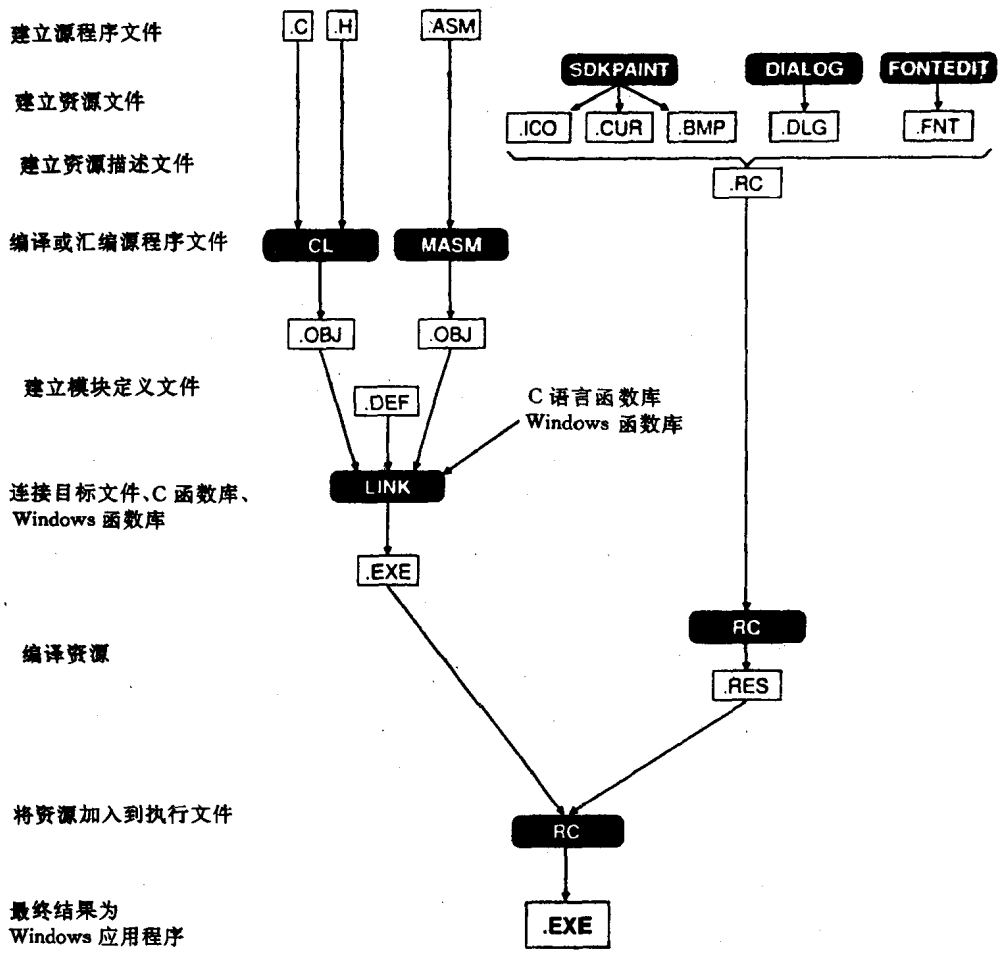 建立源程序文件
.C
.H
.ASM
SDKPAINT
DIALOG
FONTEDIT
建立资源文件
.ICO
.CUR
.BMP
.DLG
.FNT
建立资源描述文件
.RC
编译或汇编源程序文件
CL
MASM
.OBJ
.OBJ
建立模块定义文件
.DEF
C 语言函数库
Windows 函数库
连接目标文件、C 函数库、
Windows 函数库
LINK
.EXE
编译资源
RC
.RES
将资源加入到执行文件
RC
最终结果为
Windows 应用程序
.EXE